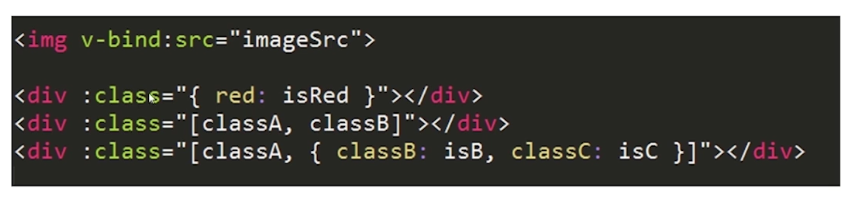 <img v-bind:src="imageSrc">
<div :class="{ red: isRed }"></div>
<div :class="[classA, classB]"></div>
<div :class="[classA, { classB: isB, classC: isC }]"></div>